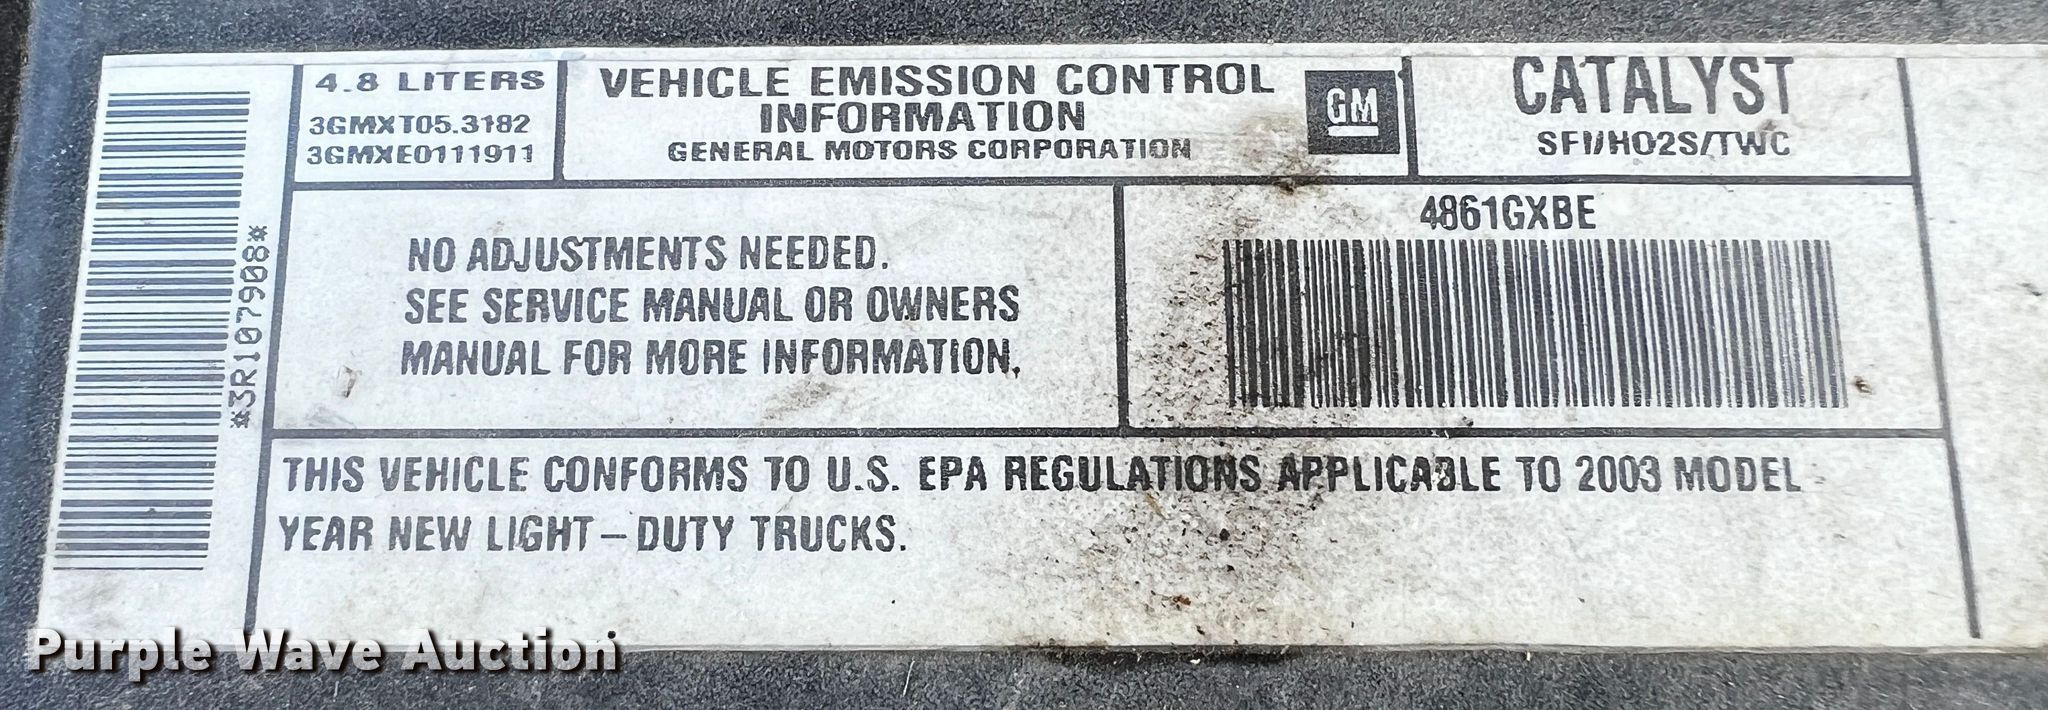 4.8 LITERS
3GMXT05.3182
3GMXE0111911
VEHICLE EMISSION CONTROL
INFORMATION
GENERAL MOTORS CORPORATION
GM
CATALYST
SFI/HO2S/TWC
*3R107908*
NO ADJUSTMENTS NEEDED.
SEE SERVICE MANUAL OR OWNERS
MANUAL FOR MORE INFORMATION.
4861GXBE
THIS VEHICLE CONFORMS TO U.S. EPA REGULATIONS APPLICABLE TO 2003 MODEL
YEAR NEW LIGHT-DUTY TRUCKS.
Purple Wave Auction